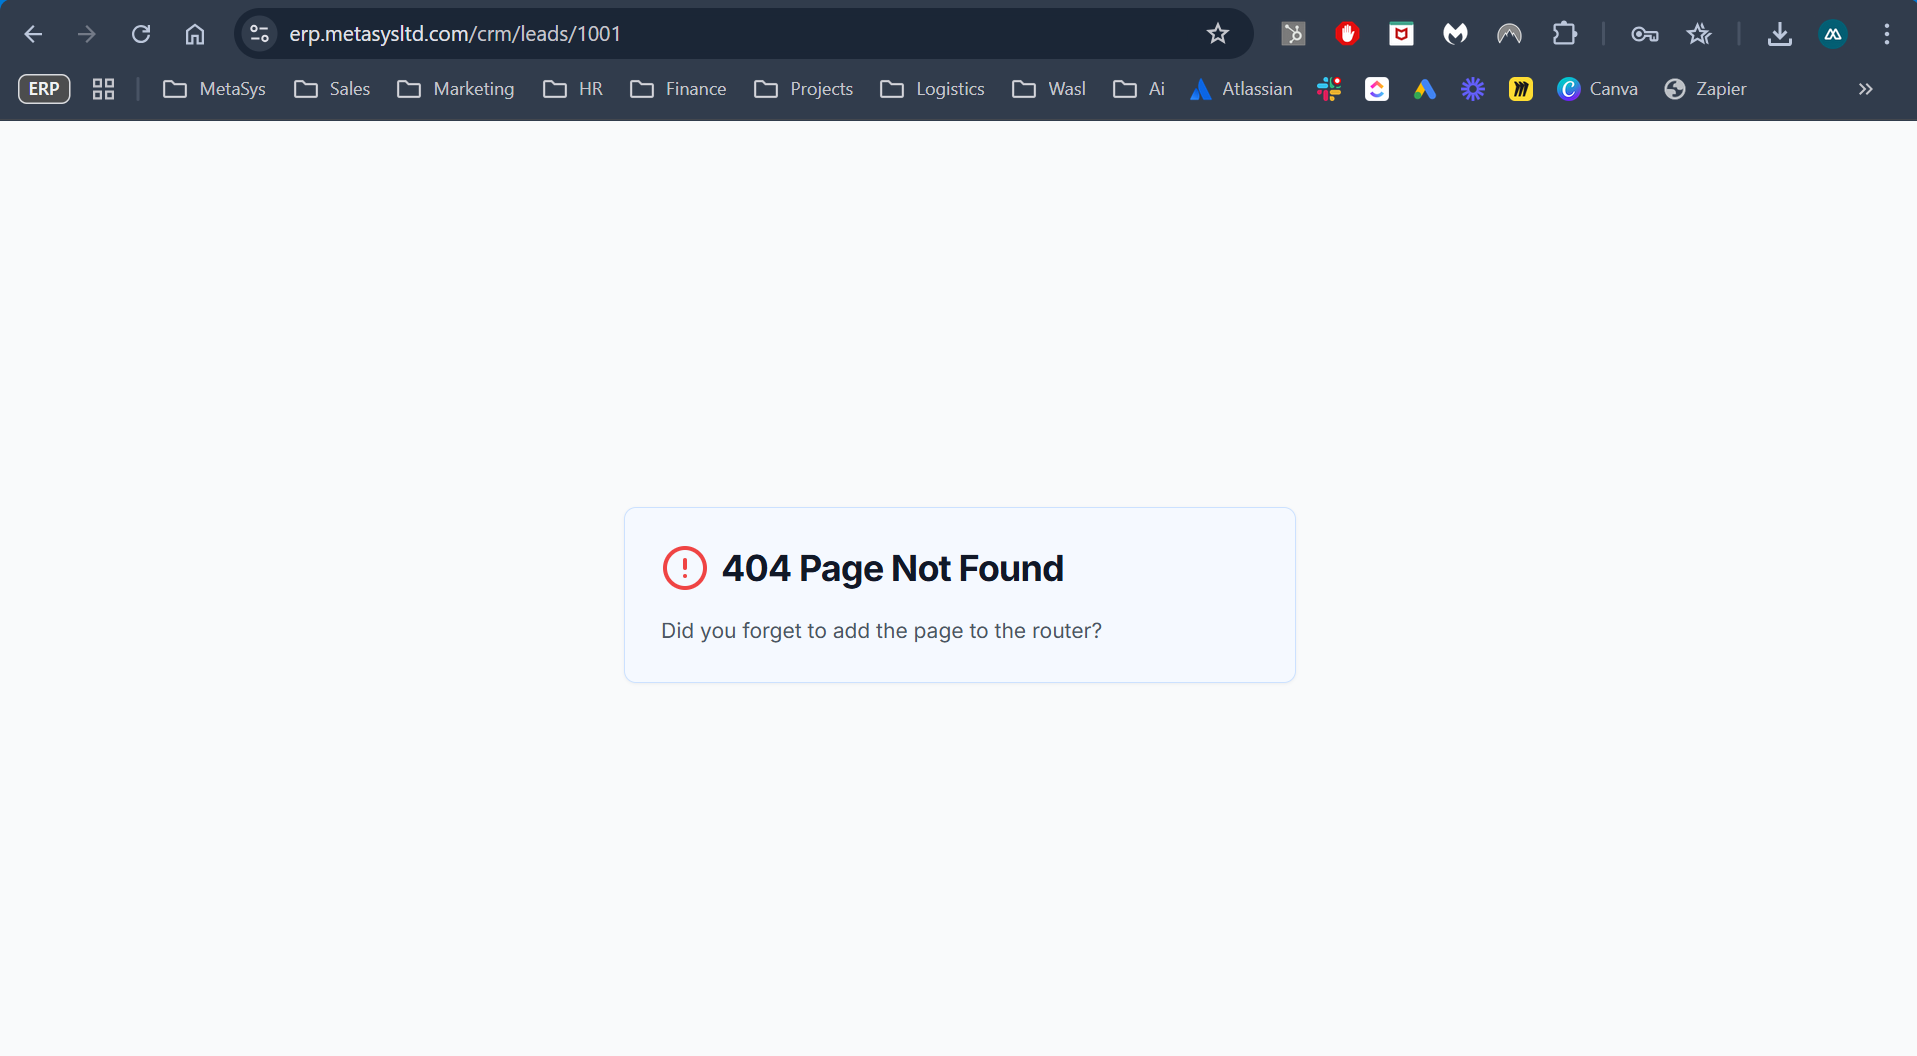 erp.metasysltd.com/crm/leads/1001
ERP MetaSys Sales Marketing HR Finance Projects Logistics Wasl Ai Atlassian Canva Zapier
404 Page Not Found
Did you forget to add the page to the router?